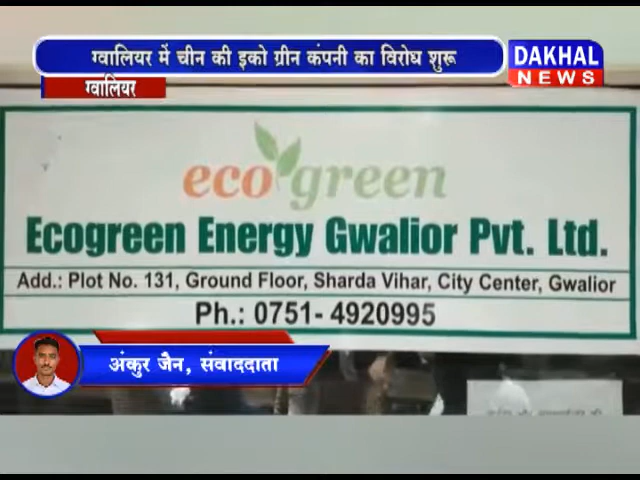 ग्वालियर में चीन की इको ग्रीन कंपनी का विरोध शुरू
DAKHAL
NEWS
ग्वालियर
eco green
Ecogreen Energy Gwalior Pvt. Ltd.
Add.: Plot No. 131, Ground Floor, Sharda Vihar, City Center, Gwalior
Ph.: 0751- 4920995
अंकुर जैन, संवाददाता